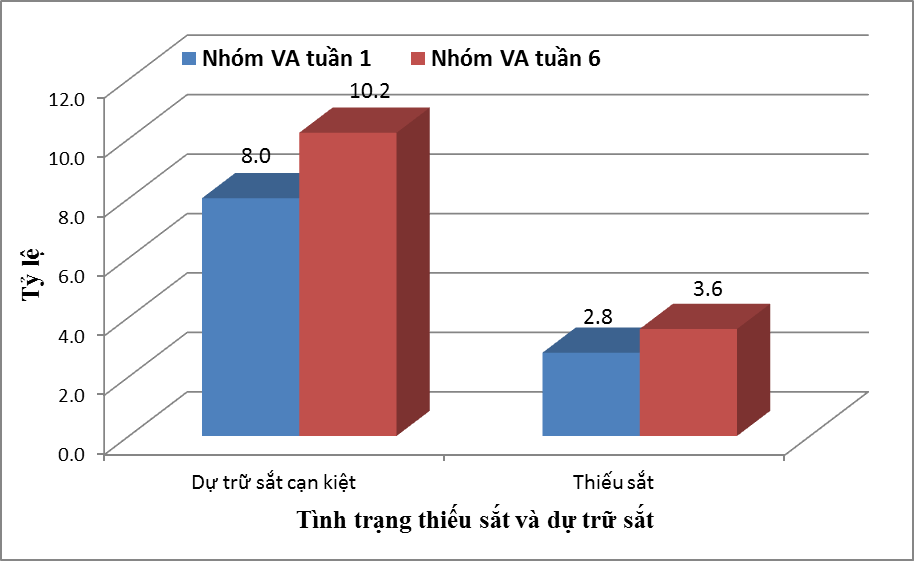 Nhóm VA tuần 1 Nhóm VA tuần 6
12.0
10.0
8.0
6.0
4.0
2.0
0.0
Tỷ lệ
8.0
10.2
2.8
3.6
Dự trữ sắt cạn kiệt Thiếu sắt
Tình trạng thiếu sắt và dự trữ sắt